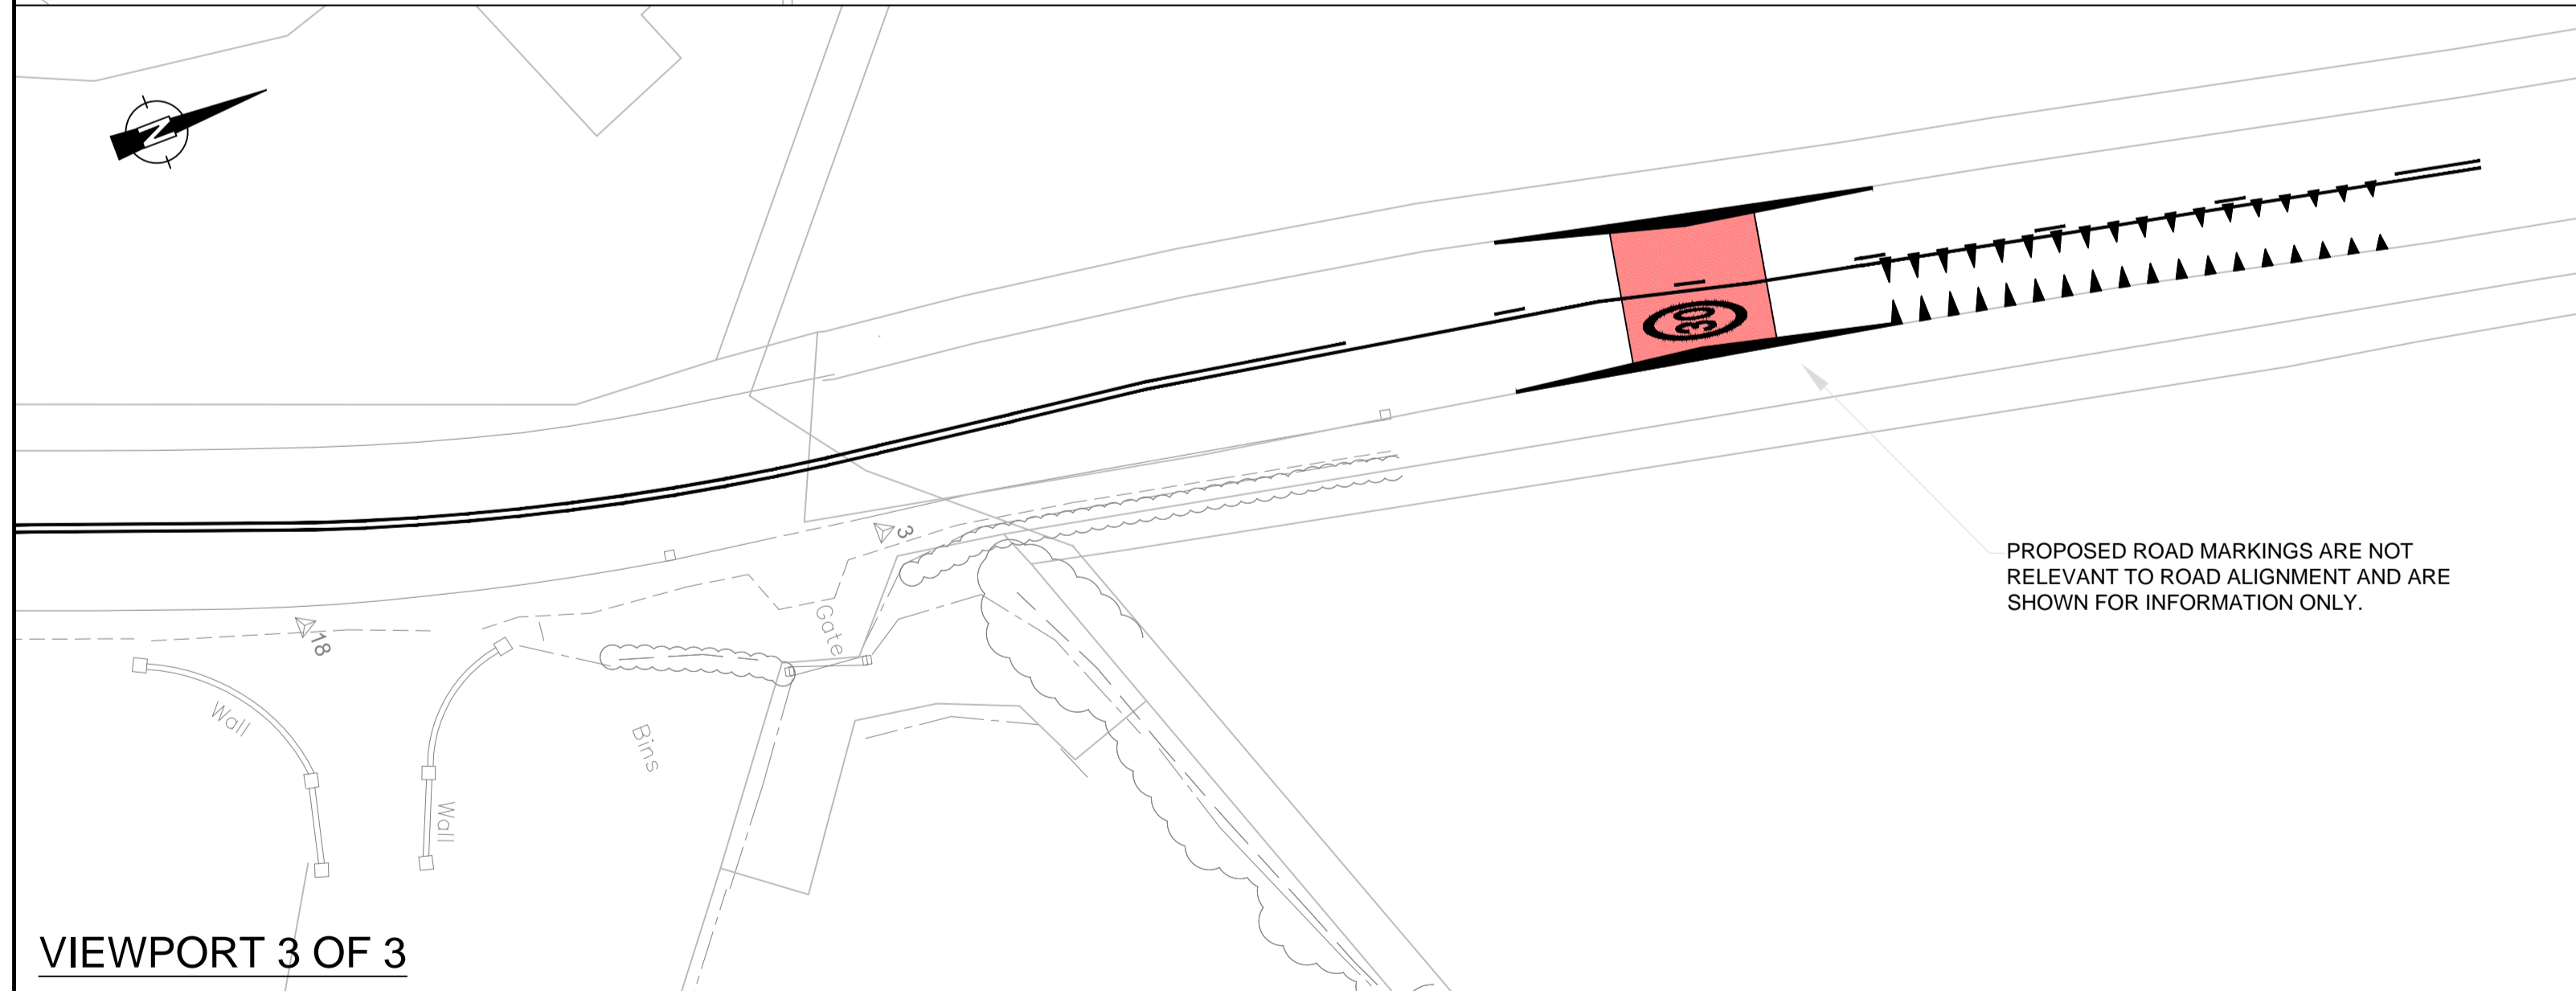 N
30
PROPOSED ROAD MARKINGS ARE NOT
RELEVANT TO ROAD ALIGNMENT AND ARE
SHOWN FOR INFORMATION ONLY.
3
Gate
18
Wall
Bins
Wall
VIEWPORT 3 OF 3